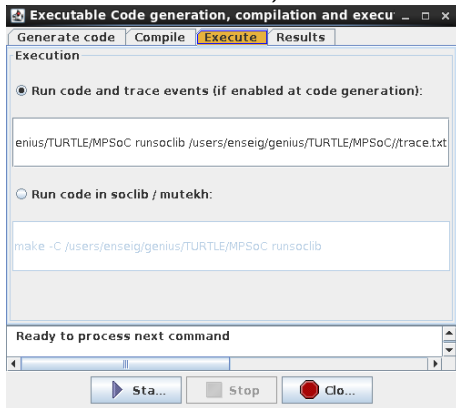 Executable Code generation, compilation and execu
Generate code Compile Execute Results
Execution
Run code and trace events (if enabled at code generation):
enius/TURTLE/MPSoC runsoclib /users/enseig/genius/TURTLE/MPSoC//trace.txt
Run code in soclib / mutekh:
make -C /users/enseig/genius/TURTLE/MPSoC runsoclib
Ready to process next command
Sta... Stop Clo...